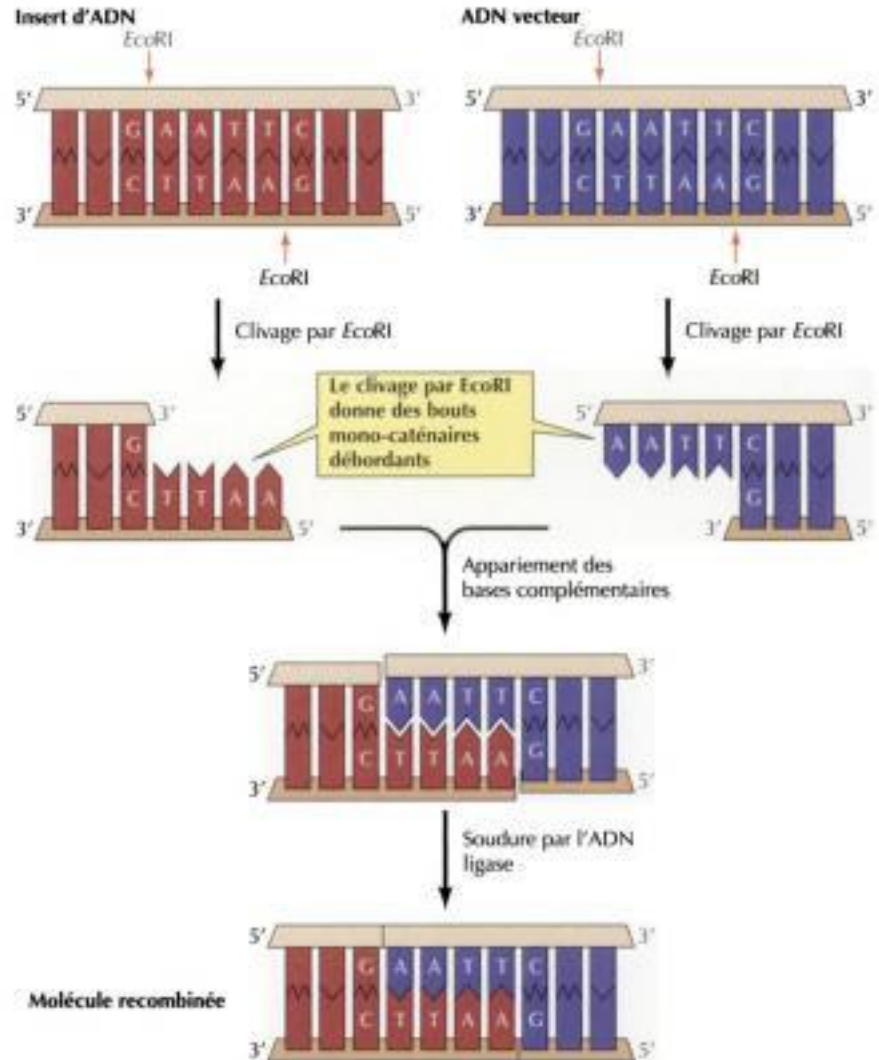 Insert d'ADN
EcoRI
5' 3'
G A A T T C
C T T A A G
3' 5'
EcoRI
Clivage par EcoRI
ADN vecteur
EcoRI
5' 3'
G A A T T C
C T T A A G
3' 5'
EcoRI
Clivage par EcoRI
5' 3'
G
C T T A A
3' 5'
Le clivage par EcoRI
donne des bouts
mono-caténaires
débordants
5' 3'
A A T T C
G
3' 5'
Appariement des
bases complémentaires
5' 3'
G A A T T C
C T T A A G
3' 5'
Soudure par l'ADN
ligase
Molécule recombinée
5' 3'
G A A T T C
C T T A A G
3' 5'